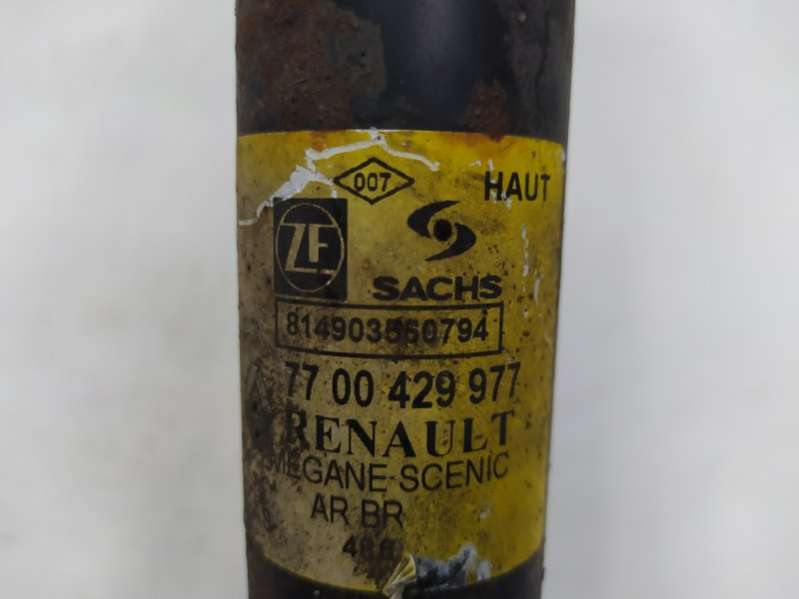 007
HAUT
ZF
SACHS
814903560794
77 00 429 977
RENAULT
MEGANE-SCENIC
AR BR